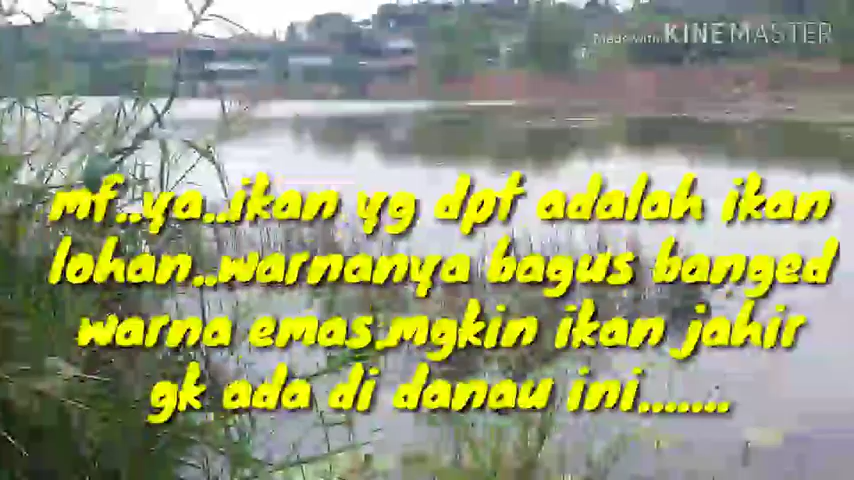 Made with KINEMASTER
mf..ya..ikan yg dpt adalah ikan
lohan..warnanya bagus banged
warna emas.mgkin ikan jahir
gk ada di danau ini.......